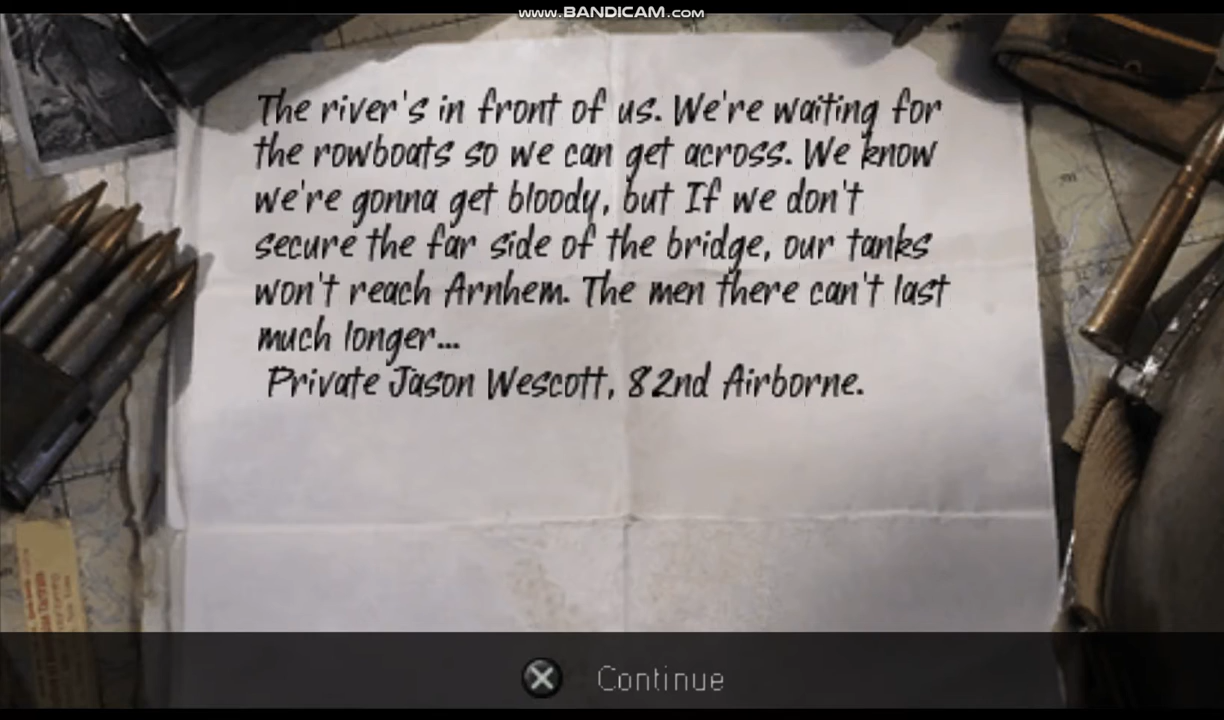 www.BANDICAM.com
The river's in front of us. We're waiting for
the rowboats so we can get across. We know
we're gonna get bloody, but If we don't
secure the far side of the bridge, our tanks
won't reach Arnhem. The men there can't last
much longer...
Private Jason Wescott, 82nd Airborne.
Continue